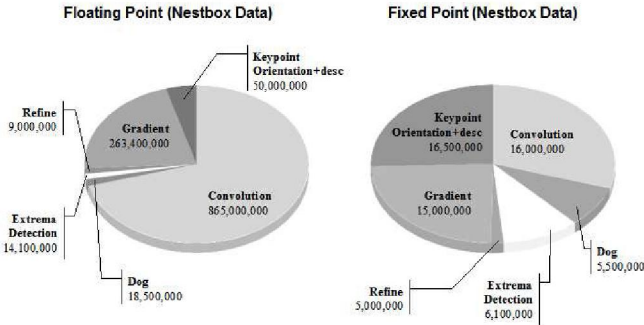 Floating Point (Nestbox Data)
Keypoint
Orientation+desc
50,000,000
Refine
9,000,000
Gradient
263,400,000
Convolution
865,000,000
Extrema
Detection
14,100,000
Dog
18,500,000
Fixed Point (Nestbox Data)
Keypoint
Orientation+desc
16,500,000
Convolution
16,000,000
Gradient
15,000,000
Dog
5,500,000
Refine
5,000,000
Extrema
Detection
6,100,000